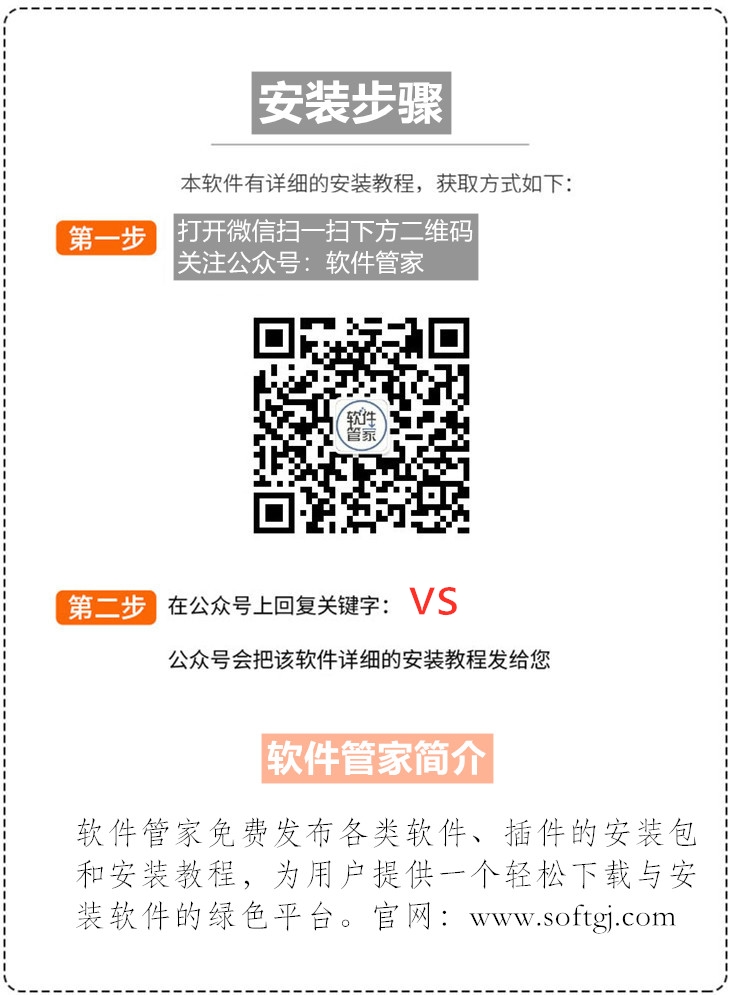 安装步骤
本软件有详细的安装教程，获取方式如下：
第一步
打开微信扫一扫下方二维码
关注公众号：软件管家
软件
管家
第二步
在公众号上回复关键字： VS
公众号会把该软件详细的安装教程发给您
软件管家简介
软件管家免费发布各类软件、插件的安装包
和安装教程，为用户提供一个轻松下载与安
装软件的绿色平台。官网：www.softgj.com